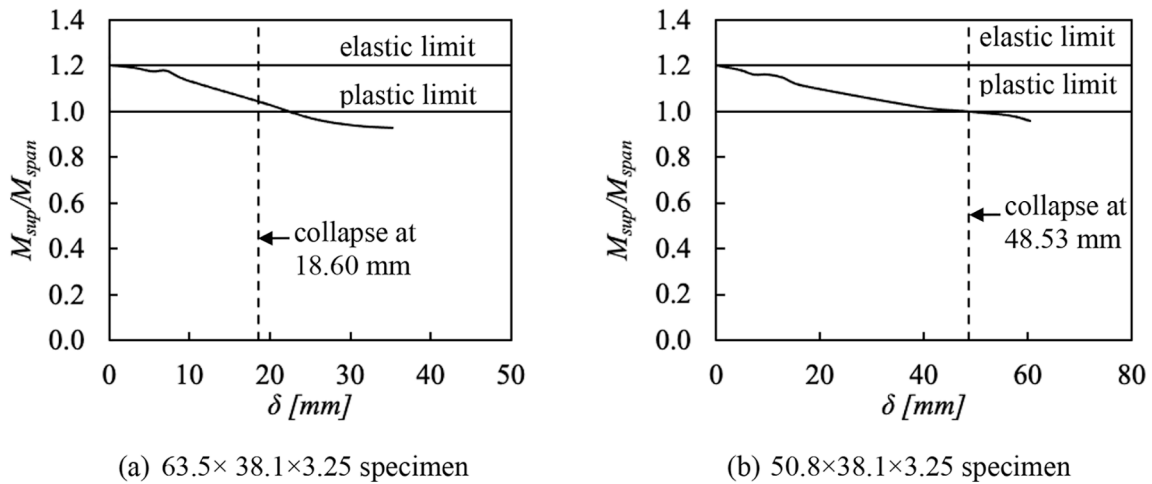 1.4
1.2
1.0
0.8
0.6
0.4
0.2
0.0
M_sup/M_span
elastic limit
plastic limit
collapse at
18.60 mm
0 10 20 30 40 50
δ [mm]
(a) 63.5× 38.1×3.25 specimen
1.4
1.2
1.0
0.8
0.6
0.4
0.2
0.0
M_sup/M_span
elastic limit
plastic limit
collapse at
48.53 mm
0 20 40 60 80
δ [mm]
(b) 50.8×38.1×3.25 specimen